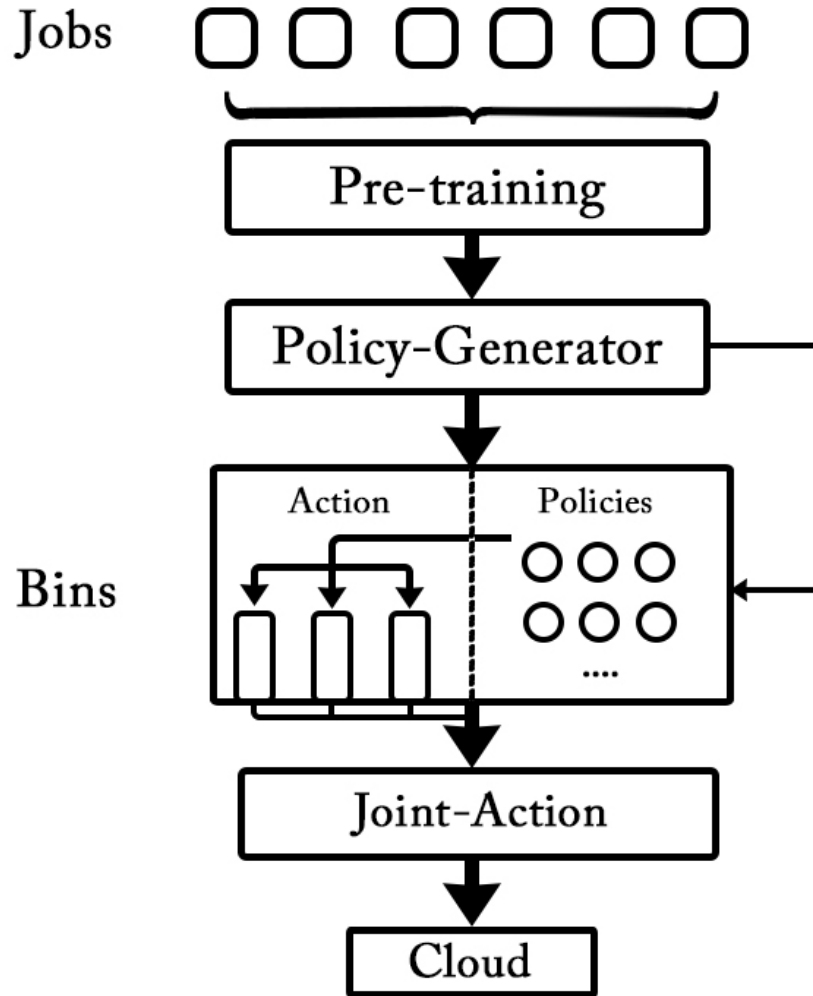 Jobs
Pre-training
Policy-Generator
Action
Policies
Bins
....
Joint-Action
Cloud